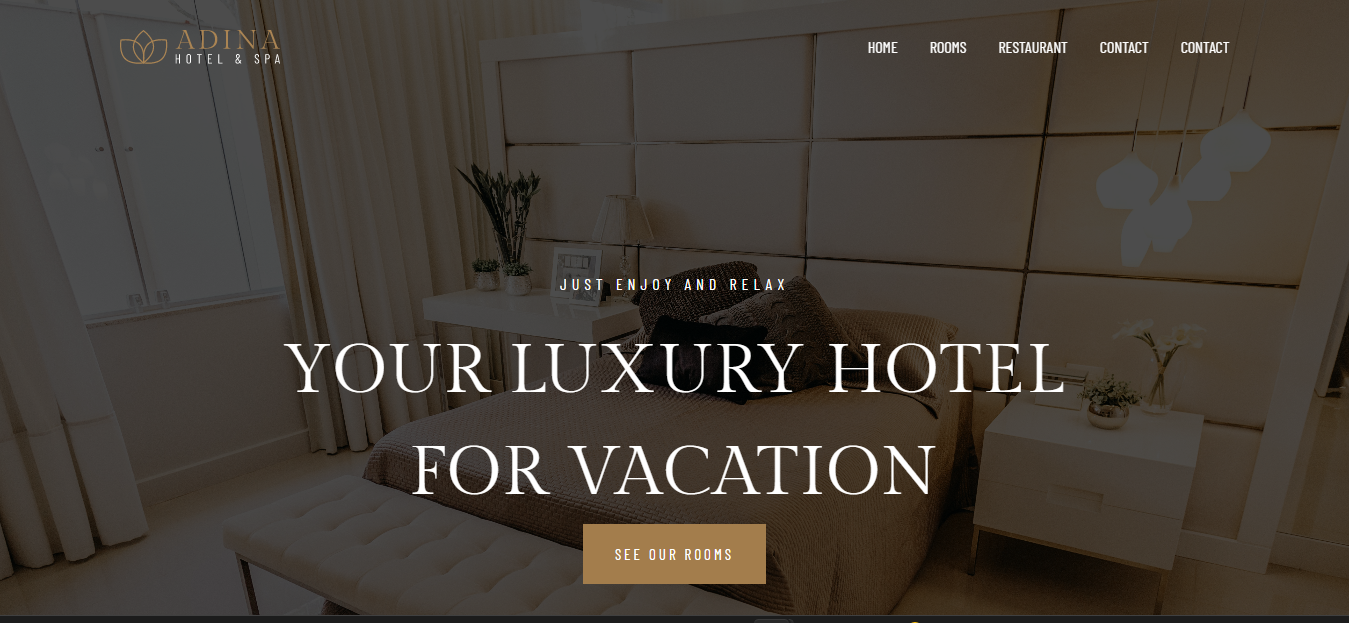 ADINA
HOTEL & SPA
HOME ROOMS RESTAURANT CONTACT CONTACT
JUST ENJOY AND RELAX
YOUR LUXURY HOTEL
FOR VACATION
SEE OUR ROOMS